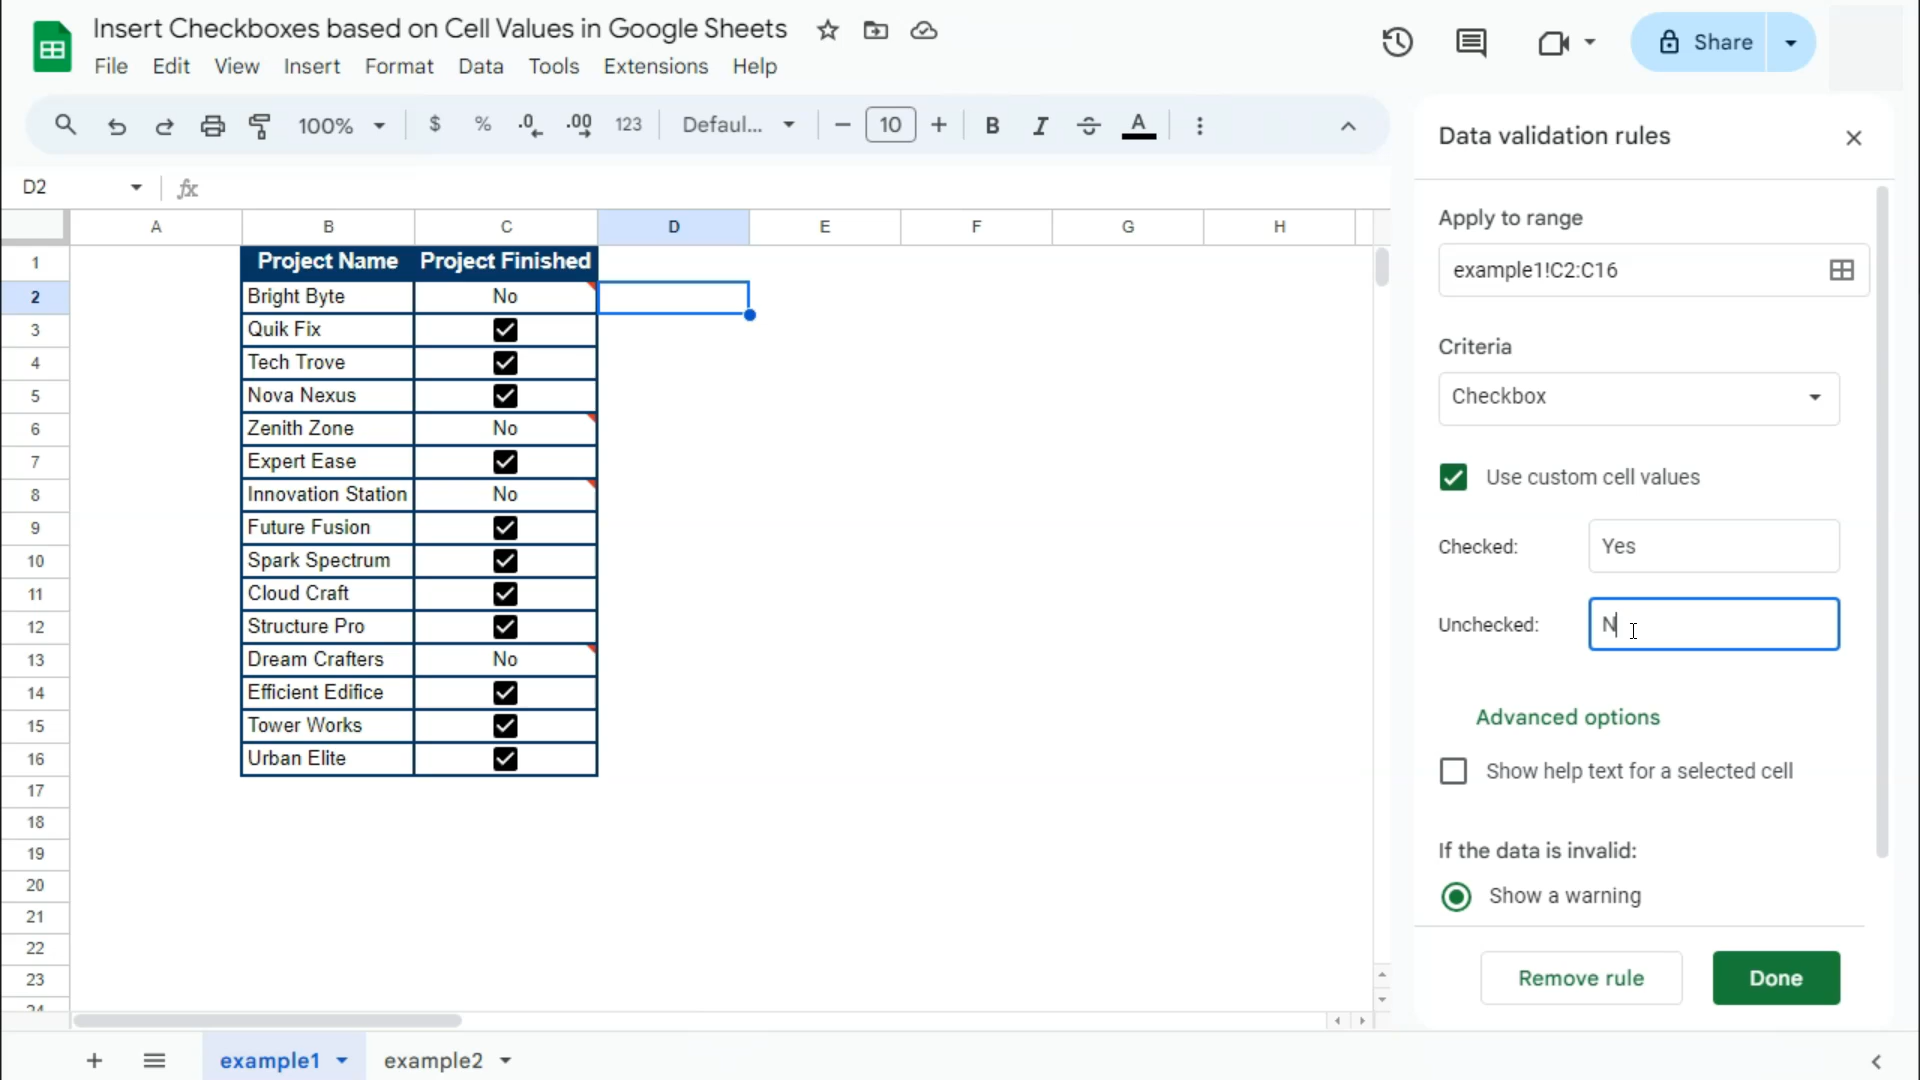 Insert Checkboxes based on Cell Values in Google Sheets
File Edit View Insert Format Data Tools Extensions Help
Share
100% $ % .0 .00 123 Defaul... − 10 + B I S A
D2 fx
A B C D E F G H
1 Project Name Project Finished
2 Bright Byte No
3 Quik Fix
4 Tech Trove
5 Nova Nexus
6 Zenith Zone No
7 Expert Ease
8 Innovation Station No
9 Future Fusion
10 Spark Spectrum
11 Cloud Craft
12 Structure Pro
13 Dream Crafters No
14 Efficient Edifice
15 Tower Works
16 Urban Elite
17
18
19
20
21
22
23
24
Data validation rules
Apply to range
example1!C2:C16
Criteria
Checkbox
Use custom cell values
Checked: Yes
Unchecked: N
Advanced options
Show help text for a selected cell
If the data is invalid:
Show a warning
Remove rule Done
+ example1 example2